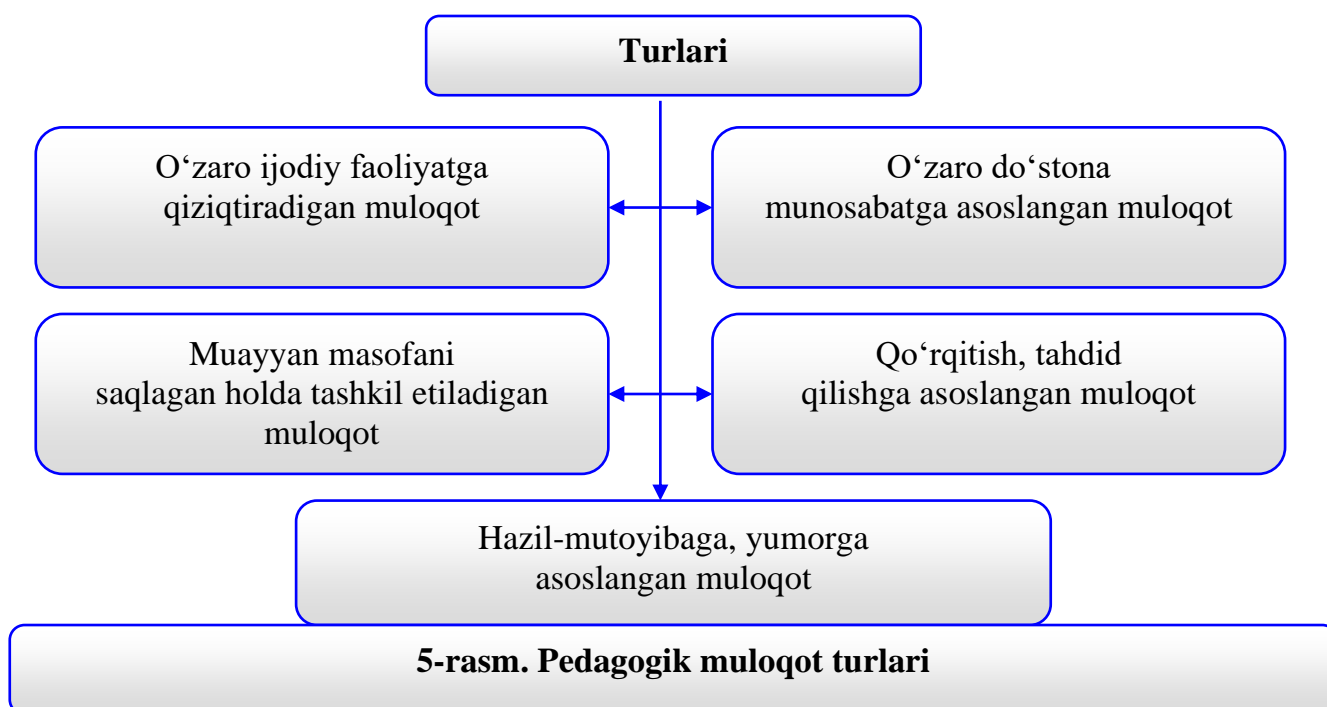 Turlari
O‘zaro ijodiy faoliyatga
qiziqtiradigan muloqot
O‘zaro do‘stona
munosabatga asoslangan muloqot
Muayyan masofani
saqlagan holda tashkil etiladigan
muloqot
Qo‘rqitish, tahdid
qilishga asoslangan muloqot
Hazil-mutoyibaga, yumorga
asoslangan muloqot
5-rasm. Pedagogik muloqot turlari